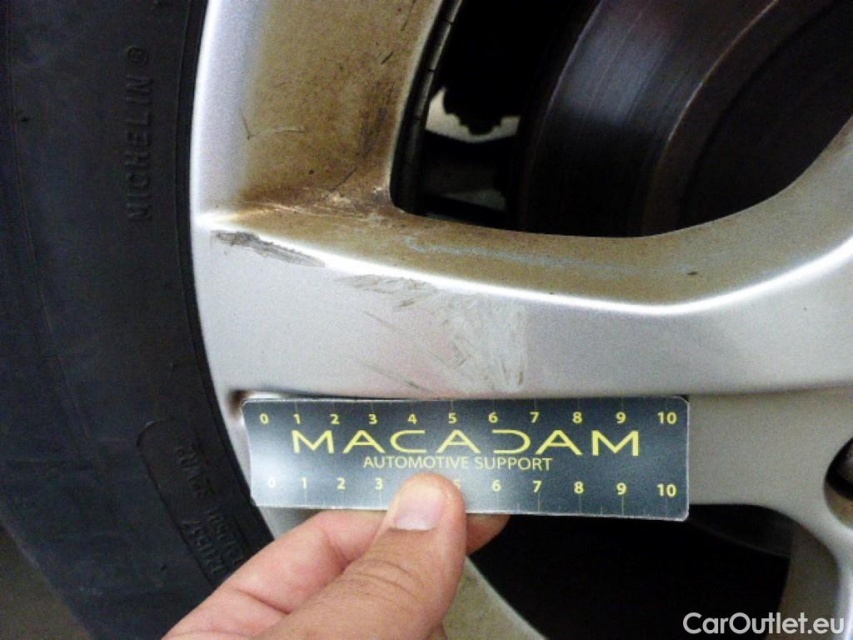 MICHELIN®
0 1 2 3 4 5 6 7 8 9 10
MACADAM
AUTOMOTIVE SUPPORT
0 1 2 3 5 6 7 8 9 10
CarOutlet.eu